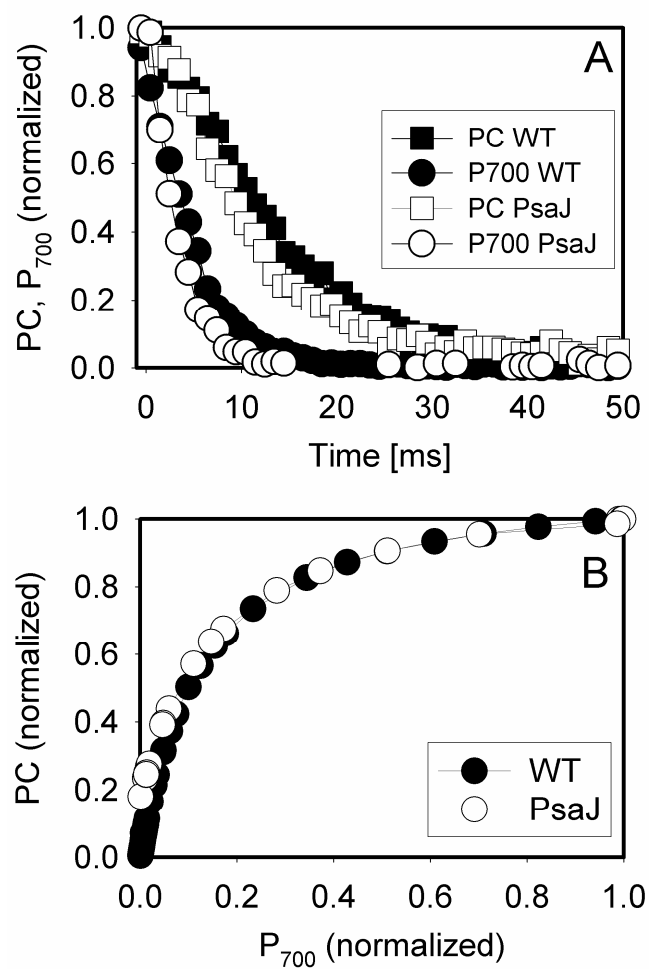 A
PC, P700 (normalized)
1.0
0.8
0.6
0.4
0.2
0.0
PC WT
P700 WT
PC PsaJ
P700 PsaJ
0 10 20 30 40 50
Time [ms]
B
PC (normalized)
1.0
0.8
0.6
0.4
0.2
0.0
WT
PsaJ
0.0 0.2 0.4 0.6 0.8 1.0
P700 (normalized)